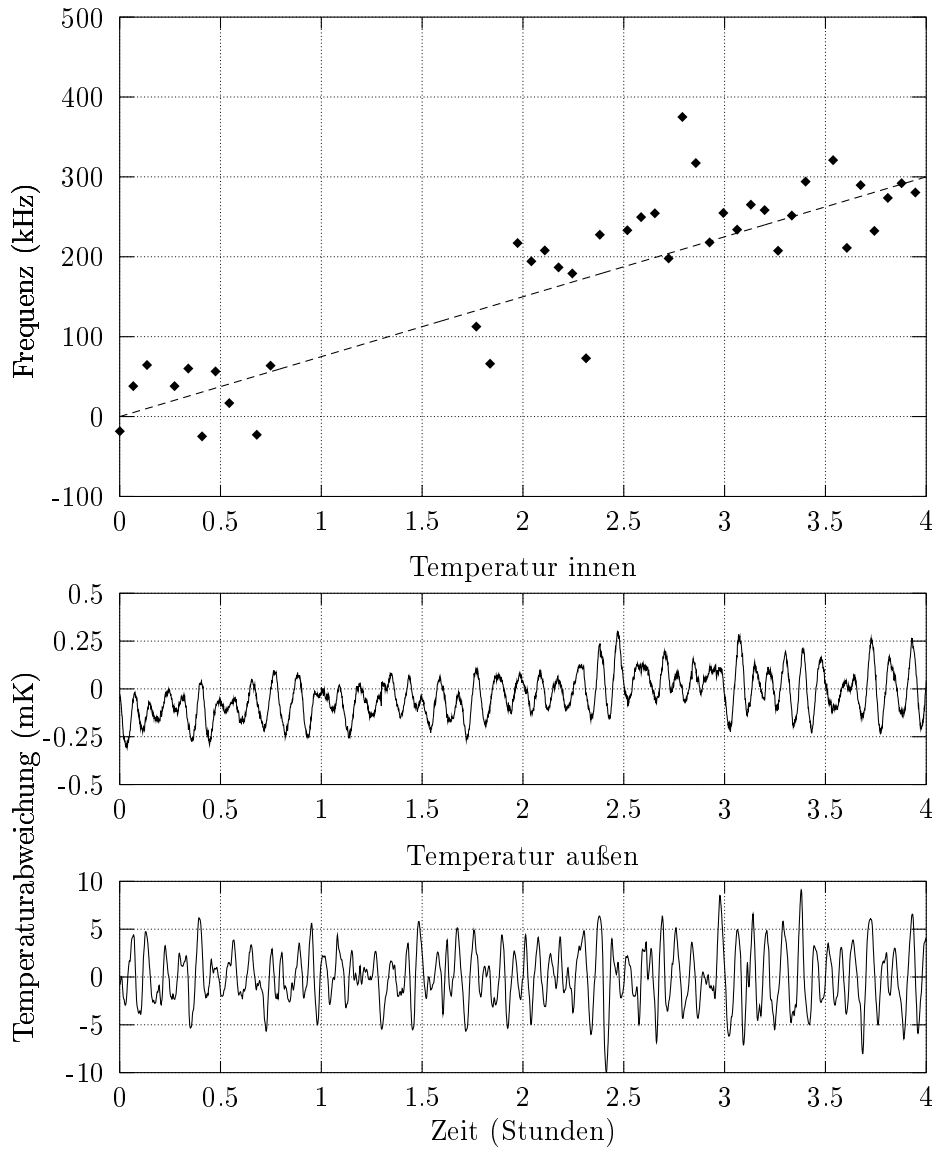 500
400
300
200
100
0
-100
Frequenz (kHz)
0 0.5 1 1.5 2 2.5 3 3.5 4
Temperatur innen
0.5
0.25
0
-0.25
-0.5
0 0.5 1 1.5 2 2.5 3 3.5 4
Temperaturabweichung (mK)
Temperatur außen
10
5
0
-5
-10
0 0.5 1 1.5 2 2.5 3 3.5 4
Zeit (Stunden)